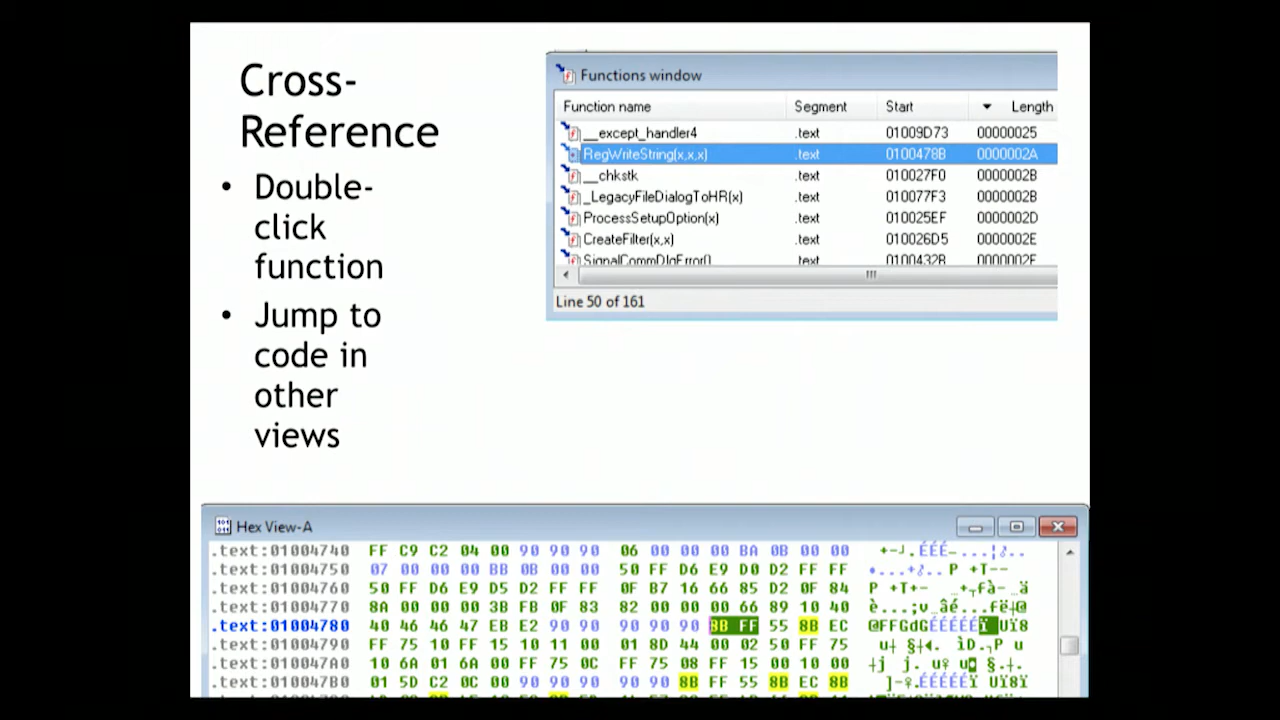 Cross-
Reference
• Double-
click
function
• Jump to
code in
other
views
Functions window
Function name Segment Start Length
__except_handler4 .text 01009D73 00000025
RegWriteString(x,x,x) .text 0100478B 0000002A
__chkstk .text 010027F0 0000002B
_LegacyFileDialogToHR(x) .text 010077F3 0000002B
ProcessSetupOption(x) .text 010025EF 0000002D
CreateFilter(x,x) .text 010026D5 0000002E
SignalCommDlgError() .text 0100432B 0000002F
Line 50 of 161
Hex View-A
.text:01004740 FF C9 C2 04 00 90 90 90 06 00 00 00 BA 0B 00 00
.text:01004750 07 00 00 00 BB 0B 00 00 50 FF D6 E9 D0 D2 FF FF
.text:01004760 50 FF D6 E9 D5 D2 FF FF 0F B7 16 66 85 D2 0F 84
.text:01004770 8A 00 00 00 3B FB 0F 83 82 00 00 00 66 89 10 40
.text:01004780 40 46 46 47 EB E2 90 90 90 90 90 8B FF 55 8B EC
.text:01004790 FF 75 10 FF 15 10 11 00 01 8D 44 00 02 50 FF 75
.text:010047A0 10 6A 01 6A 00 FF 75 0C FF 75 08 FF 15 00 10 00
.text:010047B0 01 5D C2 0C 00 90 90 90 90 90 8B FF 55 8B EC 8B